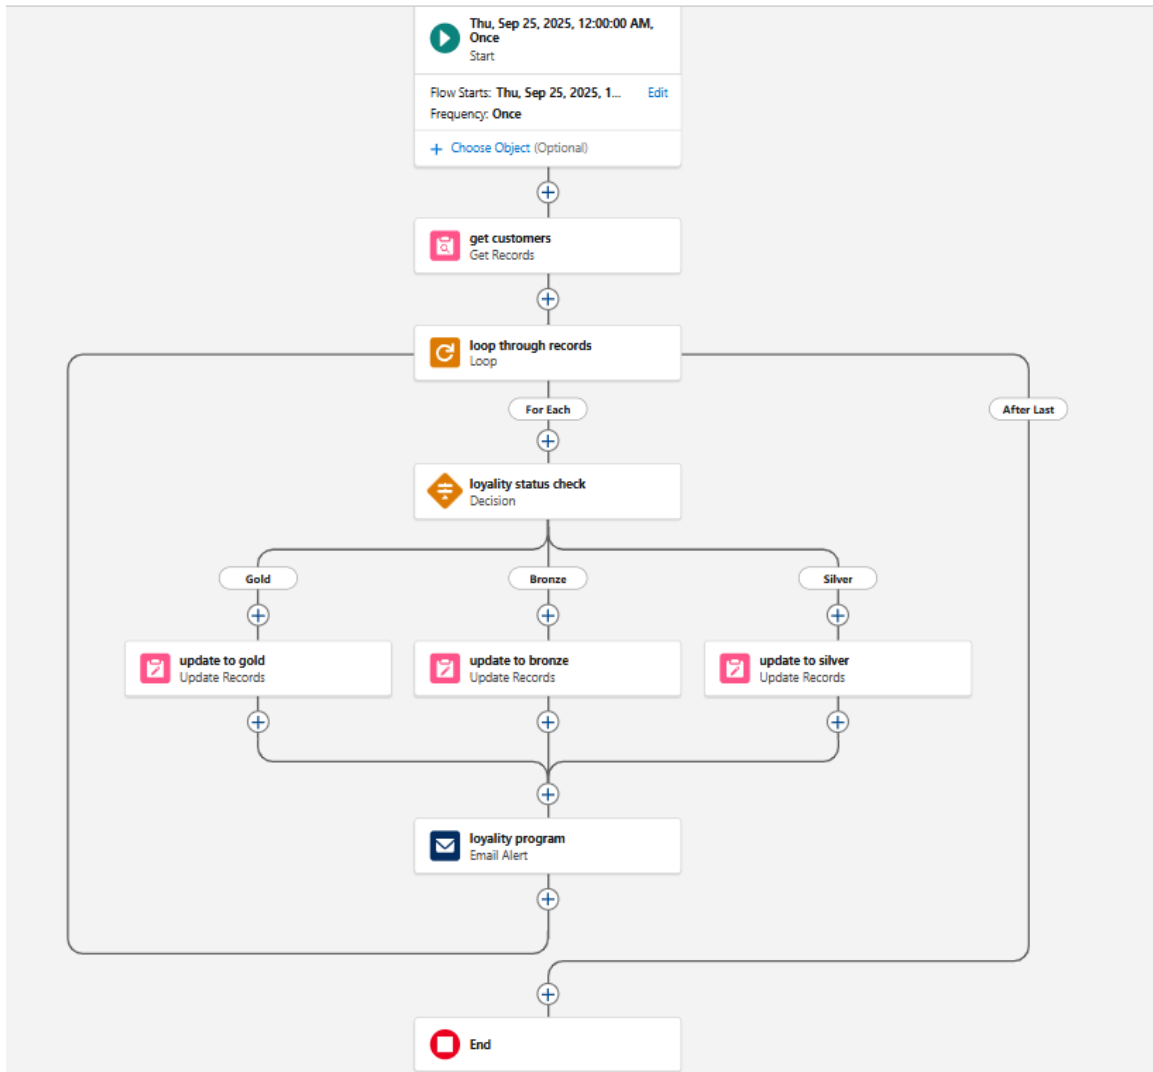 Thu, Sep 25, 2025, 12:00:00 AM,
Once
Start
Flow Starts: Thu, Sep 25, 2025, 1... Edit
Frequency: Once
+ Choose Object (Optional)
get customers
Get Records
loop through records
Loop
For Each
After Last
loyality status check
Decision
Gold
Bronze
Silver
update to gold
Update Records
update to bronze
Update Records
update to silver
Update Records
loyality program
Email Alert
End